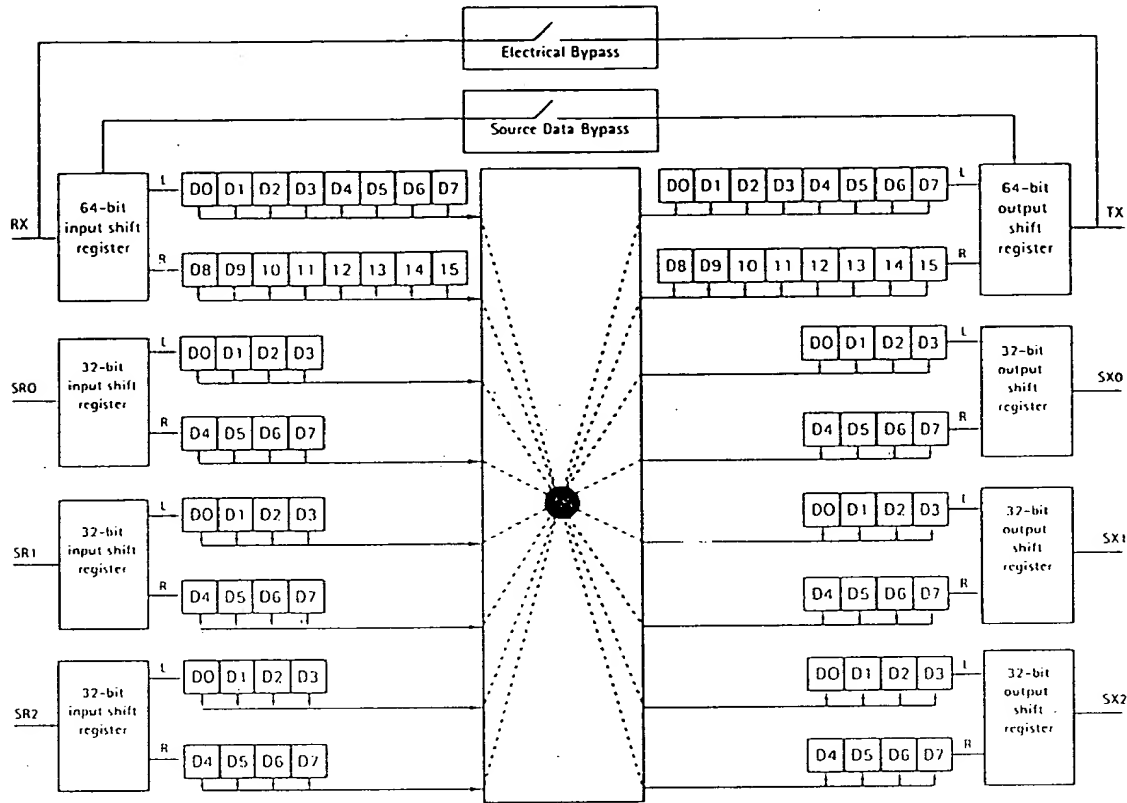 Electrical Bypass
Source Data Bypass
RX
64-bit
input shift
register
L
D0 D1 D2 D3 D4 D5 D6 D7
R
D8 D9 10 11 12 13 14 15
D0 D1 D2 D3 D4 D5 D6 D7
L
D8 D9 10 11 12 13 14 15
R
64-bit
output
shift
register
TX
SR0
32-bit
input shift
register
L
D0 D1 D2 D3
R
D4 D5 D6 D7
D0 D1 D2 D3
L
D4 D5 D6 D7
R
32-bit
output
shift
register
SX0
SR1
32-bit
input shift
register
L
D0 D1 D2 D3
R
D4 D5 D6 D7
D0 D1 D2 D3
L
D4 D5 D6 D7
R
32-bit
output
shift
register
SX1
SR2
32-bit
input shift
register
L
D0 D1 D2 D3
R
D4 D5 D6 D7
D0 D1 D2 D3
L
D4 D5 D6 D7
R
32-bit
output
shift
register
SX2